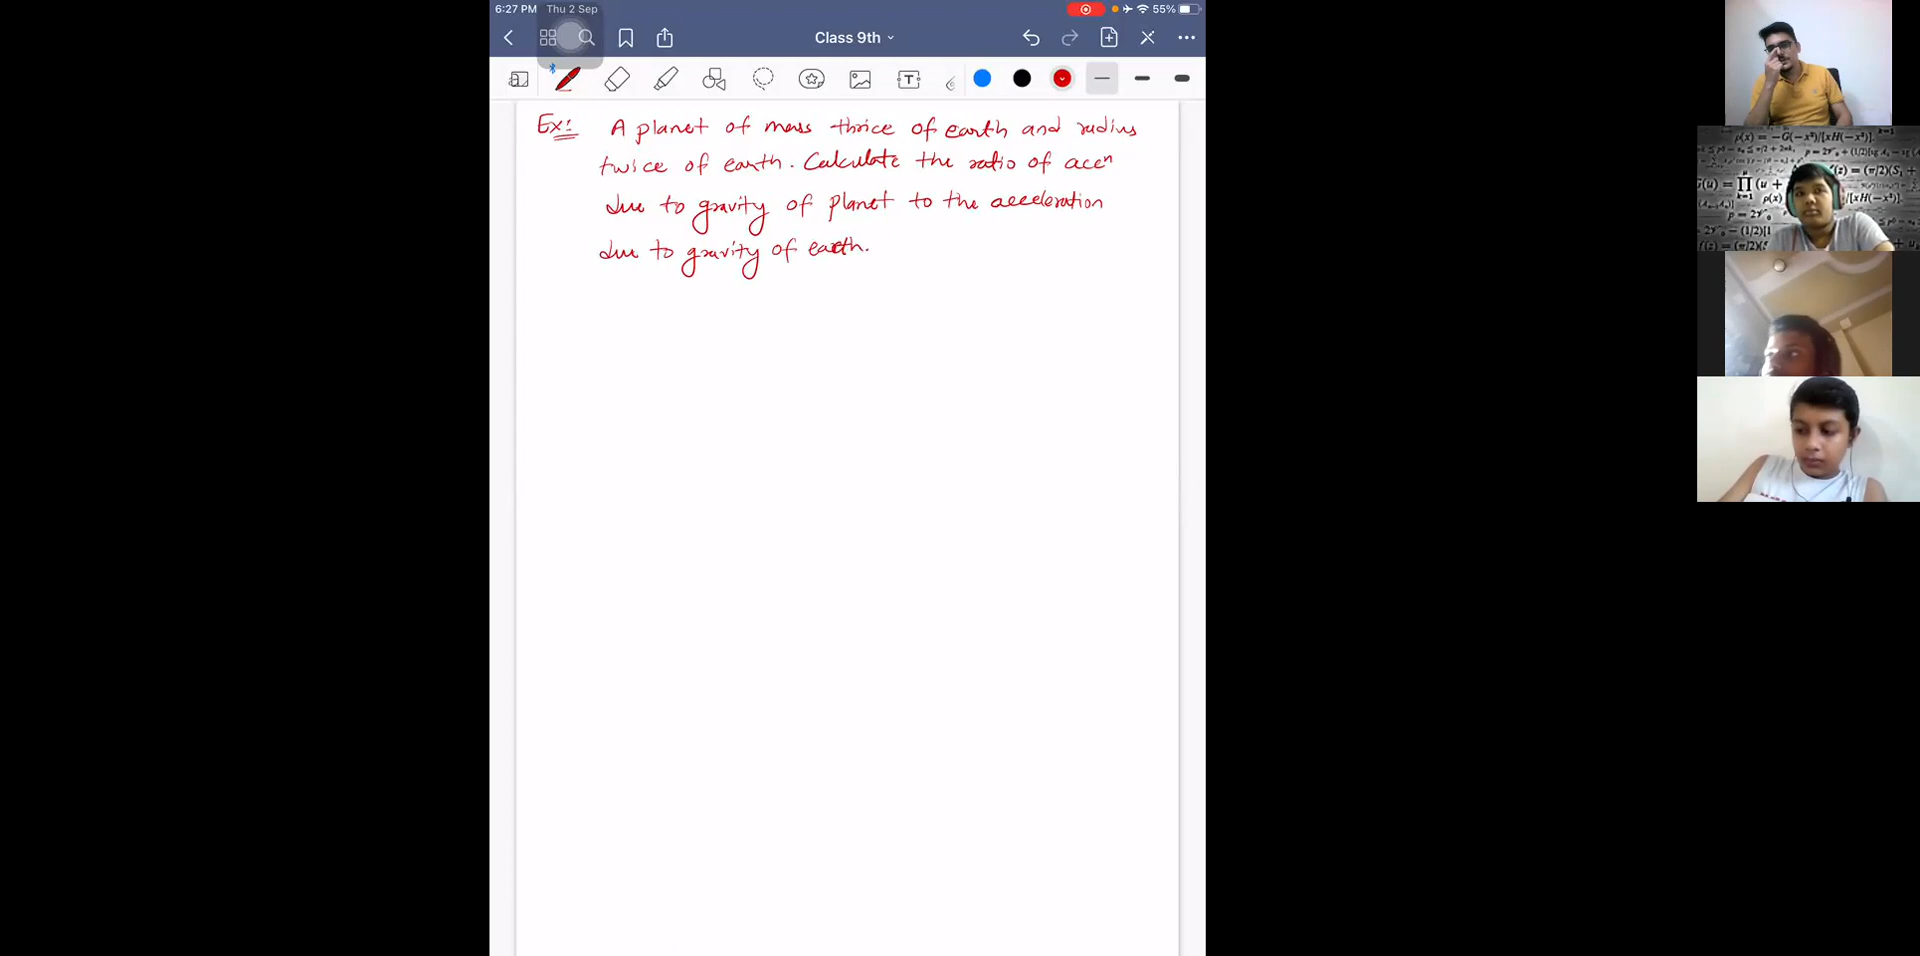 6:27 PM Thu 2 Sep
55%
Class 9th
T
Ex:
A planet of mass thrice of earth and radius
twice of earth. Calculate the ratio of accn
due to gravity of planet to the acceleration
due to gravity of earth.